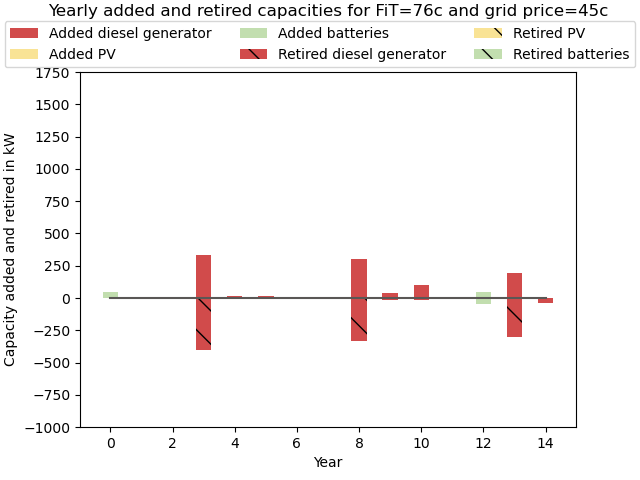 Yearly added and retired capacities for FiT=76c and grid price=45c
Added diesel generator
Added PV
Added batteries
Retired diesel generator
Retired PV
Retired batteries
Capacity added and retired in kW
1750
1500
1250
1000
750
500
250
0
−250
−500
−750
−1000
0 2 4 6 8 10 12 14
Year